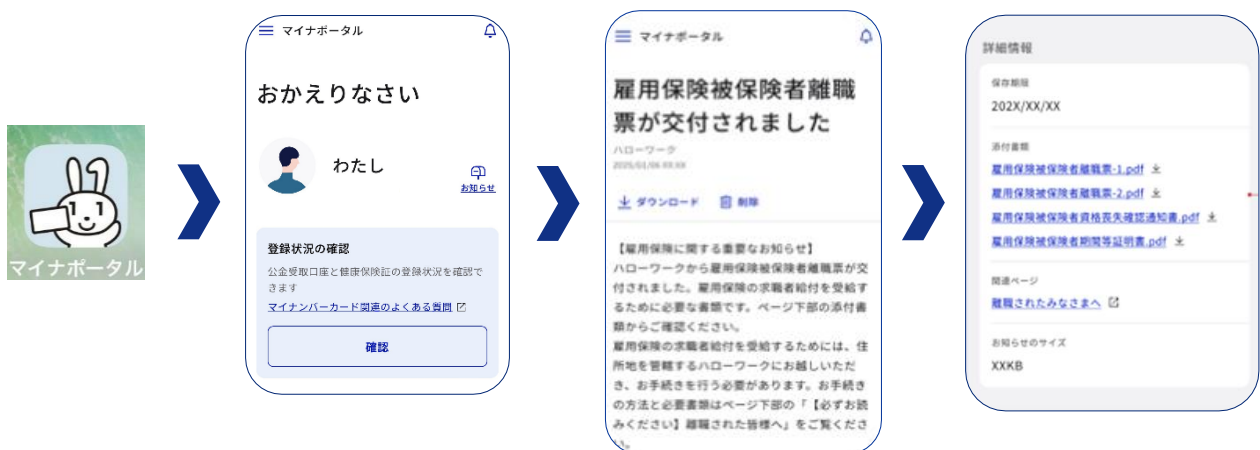 マイナポータル
マイナポータル
おかえりなさい
わたし
お知らせ
登録状況の確認
公金受取口座と健康保険証の登録状況を確認で
きます
マイナンバーカード関連のよくある質問
確認
マイナポータル
雇用保険被保険者離職
票が交付されました
ハローワーク
ダウンロード 削除
【雇用保険に関する重要なお知らせ】
ハローワークから雇用保険被保険者離職票が交
付されました。雇用保険の求職者給付を受給す
るために必要な書類です。ページ下部の添付書
類からご確認ください。
雇用保険の求職者給付を受給するためには、住
所地を管轄するハローワークにお越しいただ
き、お手続きを行う必要があります。お手続き
の方法と必要書類はページ下部の「【必ずお読
みください】離職された皆様へ」をご覧くださ
い。
詳細情報
保存期限
202X/XX/XX
添付書類
雇用保険被保険者離職票-1.pdf
雇用保険被保険者離職票-2.pdf
雇用保険被保険者資格喪失確認通知書.pdf
雇用保険被保険者期間等証明書.pdf
関連ページ
離職されたみなさまへ
お知らせのサイズ
XXKB